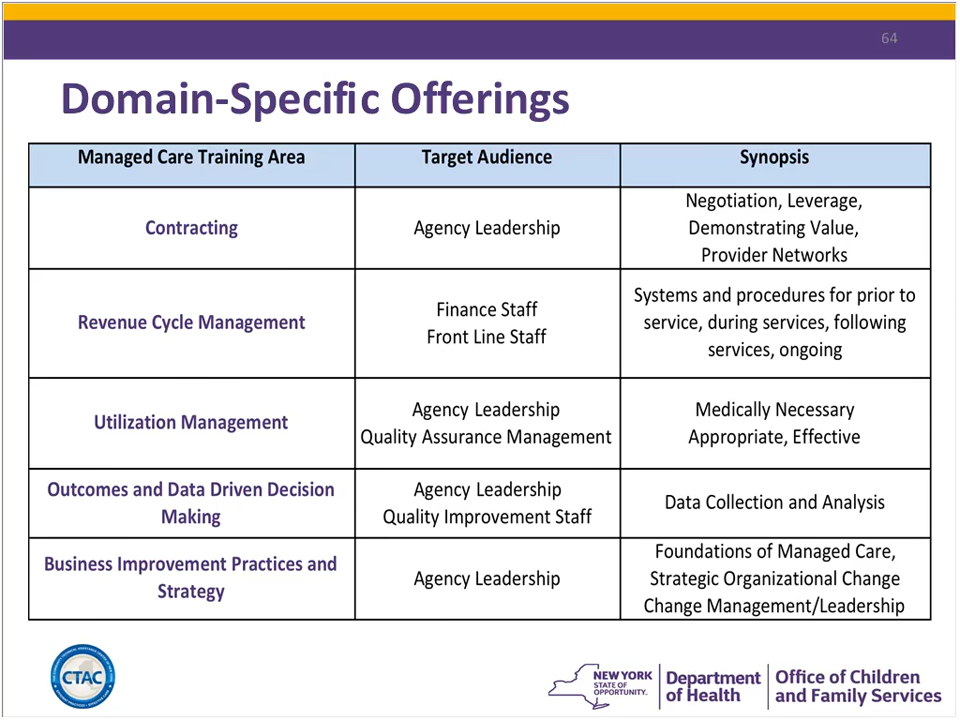 64
Domain-Specific Offerings
Managed Care Training Area
Target Audience
Synopsis
Contracting
Agency Leadership
Negotiation, Leverage,
Demonstrating Value,
Provider Networks
Revenue Cycle Management
Finance Staff
Front Line Staff
Systems and procedures for prior to
service, during services, following
services, ongoing
Utilization Management
Agency Leadership
Quality Assurance Management
Medically Necessary
Appropriate, Effective
Outcomes and Data Driven Decision
Making
Agency Leadership
Quality Improvement Staff
Data Collection and Analysis
Business Improvement Practices and
Strategy
Agency Leadership
Foundations of Managed Care,
Strategic Organizational Change
Change Management/Leadership
CTAC
NEW YORK
STATE OF
OPPORTUNITY.
Department
of Health
Office of Children
and Family Services